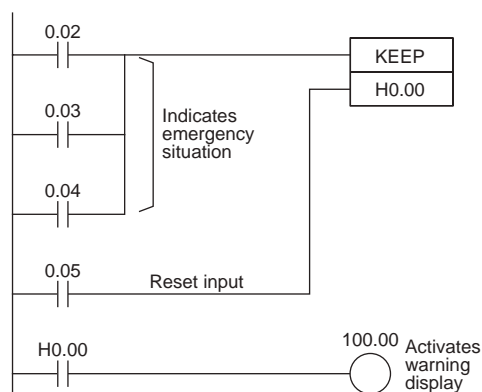 0.02
KEEP
H0.00
0.03
Indicates
emergency
situation
0.04
0.05
Reset input
H0.00
100.00
Activates
warning
display